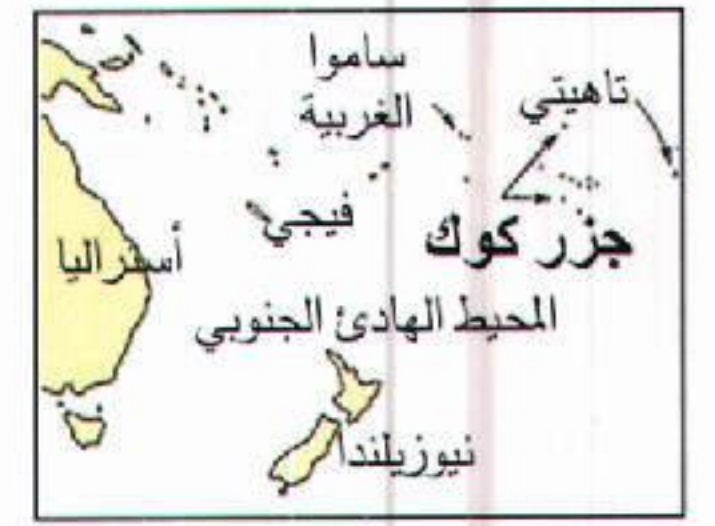 ساموا
الغربية
تاهيتي
فيجي
جزر كوك
أستراليا
المحيط الهادئ الجنوبي
نيوزيلندا